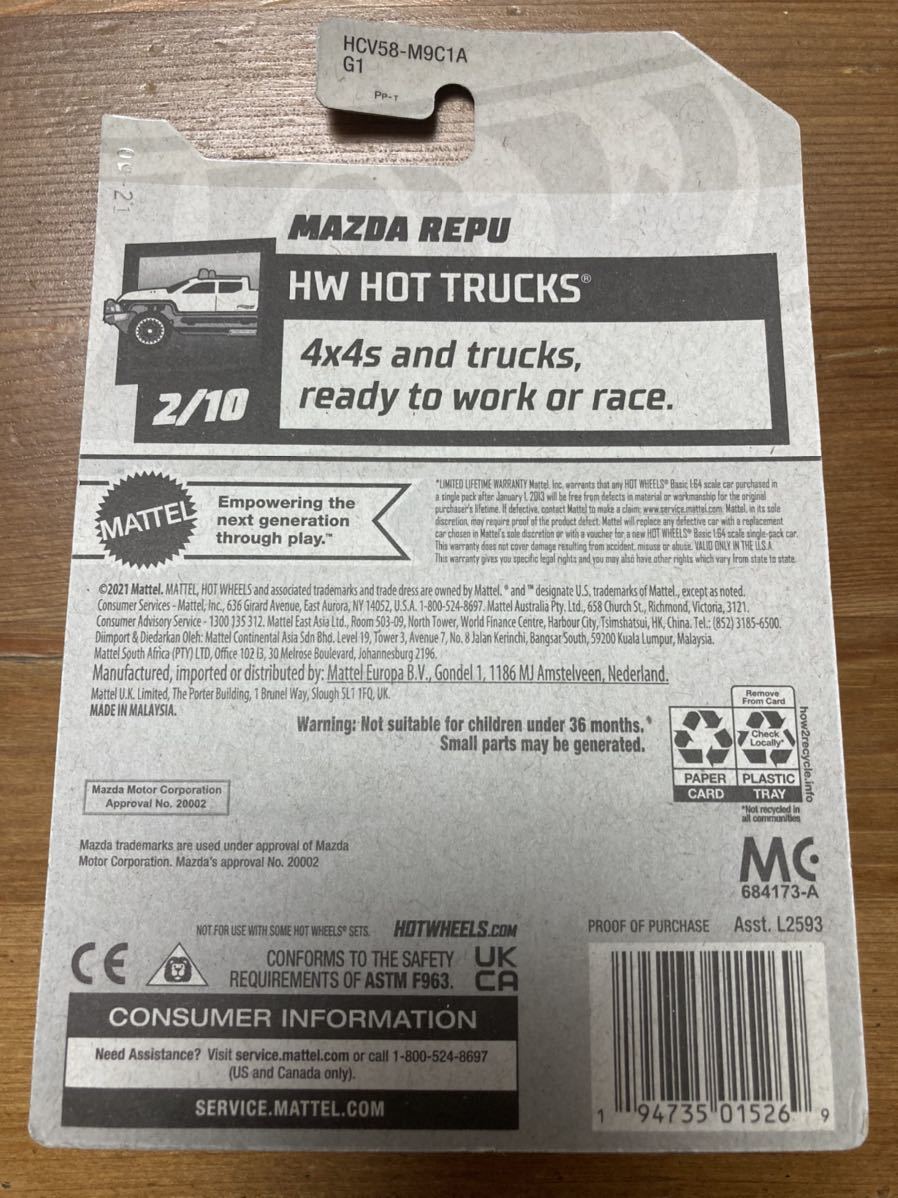 HCV58-M9C1A
G1
PP-T
MAZDA REPU
HW HOT TRUCKS®
4x4s and trucks,
ready to work or race.
2/10
MATTEL
Empowering the
next generation
through play.™
*LIMITED LIFETIME WARRANTY Mattel, Inc. warrants that any HOT WHEELS® Basic 1:64 scale car purchased in
a single pack after January 1, 2013 will be free from defects in material or workmanship for the original
purchaser's lifetime. If defective, contact Mattel to make a claim; www.service.mattel.com. Mattel, in its sole
discretion, may require proof of the product defect. Mattel will replace any defective car with a replacement
car chosen in Mattel's sole discretion or with a voucher for a new HOT WHEELS® Basic 1:64 scale single-pack car.
This warranty does not cover damage resulting from accident, misuse or abuse. VALID ONLY IN THE U.S.A.
This warranty gives you specific legal rights and you may also have other rights which vary from state to state.
©2021 Mattel. MATTEL, HOT WHEELS and associated trademarks and trade dress are owned by Mattel. ® and ™ designate U.S. trademarks of Mattel, except as noted.
Consumer Services - Mattel, Inc., 636 Girard Avenue, East Aurora, NY 14052, U.S.A. 1-800-524-8697. Mattel Australia Pty. Ltd., 658 Church St., Richmond, Victoria, 3121.
Consumer Advisory Service - 1300 135 312. Mattel East Asia Ltd., Room 503-09, North Tower, World Finance Centre, Harbour City, Tsimshatsui, HK, China. Tel.: (852) 3185-6500.
Diimport & Diedarkan Oleh: Mattel Continental Asia Sdn Bhd. Level 19, Tower 3, Avenue 7, No. 8 Jalan Kerinchi, Bangsar South, 59200 Kuala Lumpur, Malaysia.
Mattel South Africa (PTY) LTD, Office 102 I3, 30 Melrose Boulevard, Johannesburg 2196.
Manufactured, imported or distributed by: Mattel Europa B.V., Gondel 1, 1186 MJ Amstelveen, Nederland.
Mattel U.K. Limited, The Porter Building, 1 Brunel Way, Slough SL1 1FQ, UK.
MADE IN MALAYSIA.
Warning: Not suitable for children under 36 months.*
Small parts may be generated.
Remove
From Card
Check
Locally*
PAPER
PLASTIC
CARD
TRAY
how2recycle.info
*Not recycled in
all communities
Mazda Motor Corporation
Approval No. 20002
Mazda trademarks are used under approval of Mazda
Motor Corporation. Mazda's approval No. 20002
MC
684173-A
NOT FOR USE WITH SOME HOT WHEELS® SETS.
HOTWHEELS.COM
PROOF OF PURCHASE
Asst. L2593
CE
CONFORMS TO THE SAFETY
REQUIREMENTS OF ASTM F963.
UK
CA
CONSUMER INFORMATION
Need Assistance? Visit service.mattel.com or call 1-800-524-8697
(US and Canada only).
SERVICE.MATTEL.COM
1 94735 01526 9